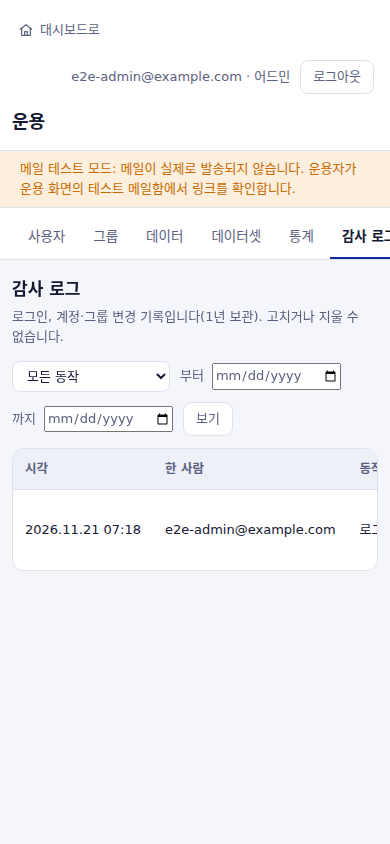 대시보드로
e2e-admin@example.com · 어드민
로그아웃
운용
메일 테스트 모드: 메일이 실제로 발송되지 않습니다. 운용자가
운용 화면의 테스트 메일함에서 링크를 확인합니다.
사용자 그룹 데이터 데이터셋 통계 감사 로그
감사 로그
로그인, 계정·그룹 변경 기록입니다(1년 보관). 고치거나 지울 수
없습니다.
모든 동작 부터 mm/dd/yyyy
까지 mm/dd/yyyy 보기
시각 한 사람 동작
2026.11.21 07:18 e2e-admin@example.com 로그